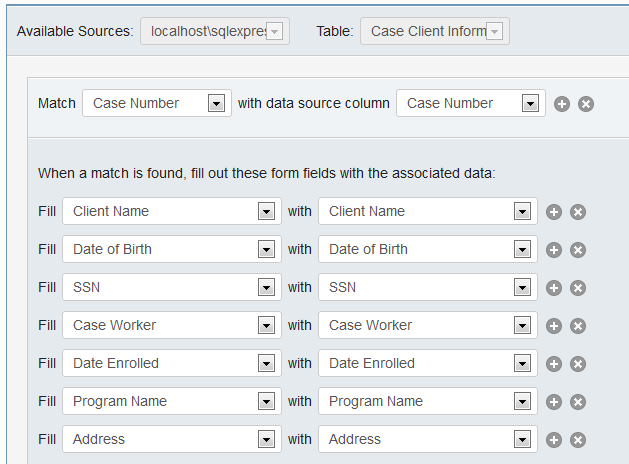 Available Sources: localhost\sqlexpres Table: Case Client Inform
Match Case Number with data source column Case Number
When a match is found, fill out these form fields with the associated data:
Fill Client Name with Client Name
Fill Date of Birth with Date of Birth
Fill SSN with SSN
Fill Case Worker with Case Worker
Fill Date Enrolled with Date Enrolled
Fill Program Name with Program Name
Fill Address with Address